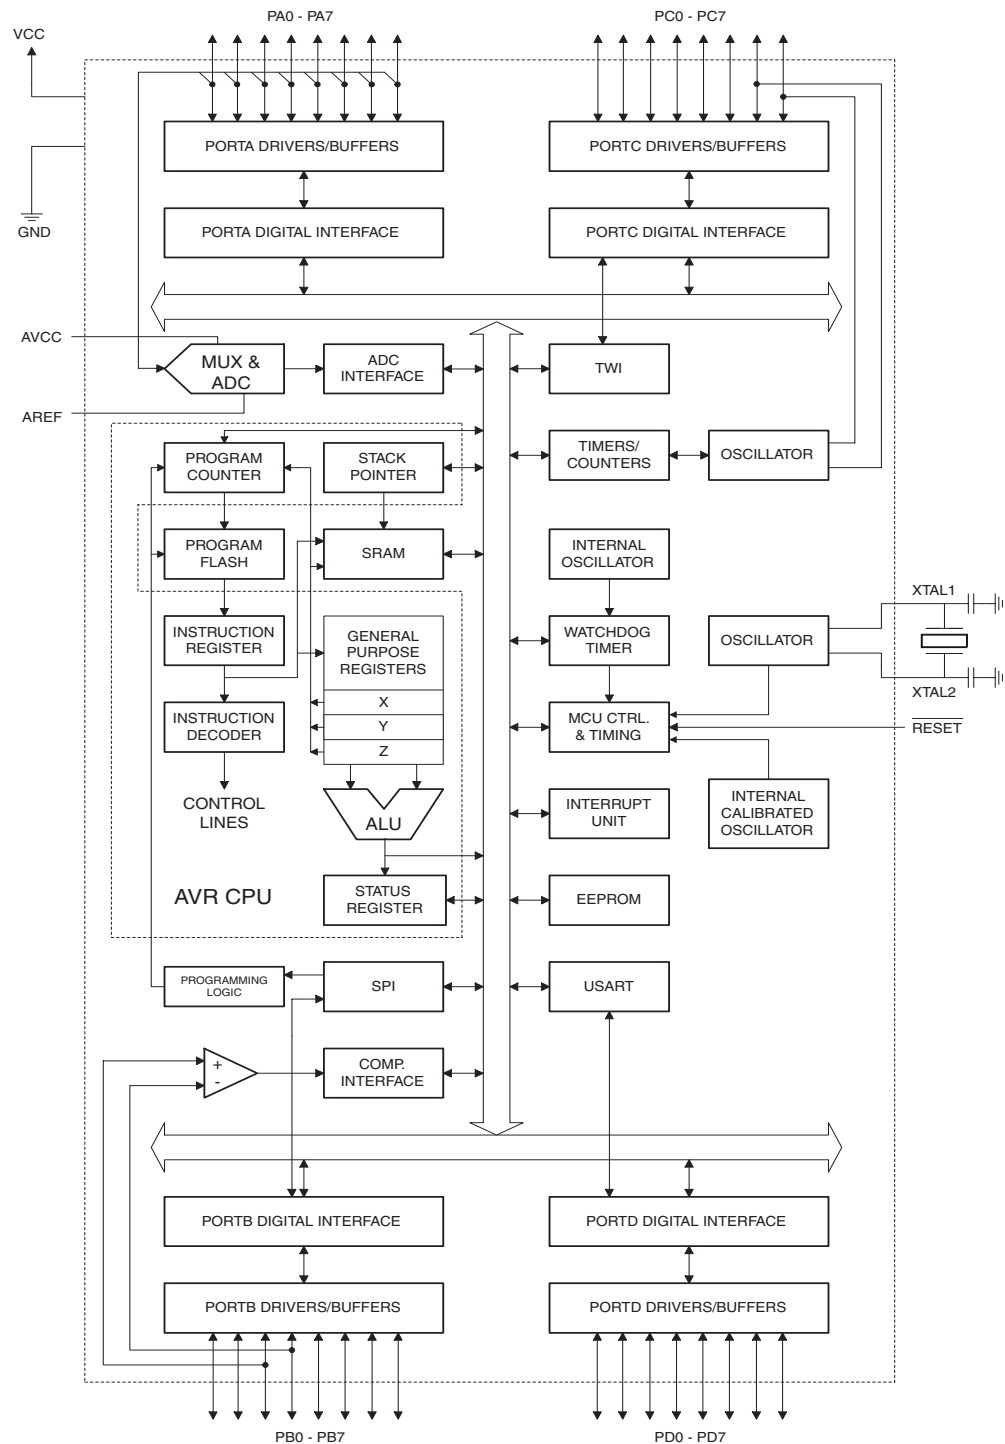 PA0 - PA7
PC0 - PC7
VCC
PORTA DRIVERS/BUFFERS
PORTC DRIVERS/BUFFERS
GND
PORTA DIGITAL INTERFACE
PORTC DIGITAL INTERFACE
AVCC
MUX &
ADC
ADC
INTERFACE
TWI
AREF
PROGRAM
COUNTER
STACK
POINTER
TIMERS/
COUNTERS
OSCILLATOR
PROGRAM
FLASH
SRAM
INTERNAL
OSCILLATOR
XTAL1
INSTRUCTION
REGISTER
GENERAL
PURPOSE
REGISTERS
WATCHDOG
TIMER
OSCILLATOR
XTAL2
X
Y
Z
INSTRUCTION
DECODER
MCU CTRL.
& TIMING
RESET
CONTROL
LINES
ALU
INTERRUPT
UNIT
INTERNAL
CALIBRATED
OSCILLATOR
AVR CPU
STATUS
REGISTER
EEPROM
PROGRAMMING
LOGIC
SPI
USART
+
-
COMP.
INTERFACE
PORTB DIGITAL INTERFACE
PORTD DIGITAL INTERFACE
PORTB DRIVERS/BUFFERS
PORTD DRIVERS/BUFFERS
PB0 - PB7
PD0 - PD7